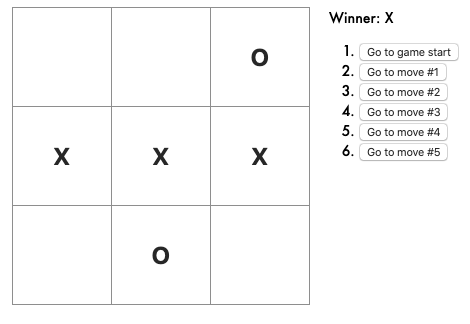 Winner: X
O
1. Go to game start
2. Go to move #1
3. Go to move #2
4. Go to move #3
5. Go to move #4
6. Go to move #5
X X X
O